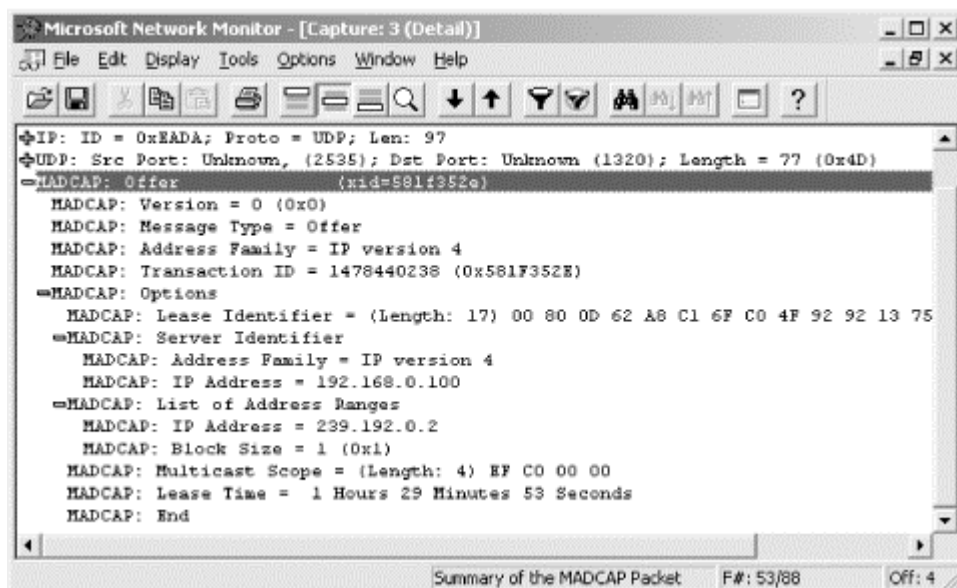 Microsoft Network Monitor - [Capture: 3 (Detail)]
File Edit Display Tools Options Window Help
IP: ID = 0xEADA; Proto = UDP; Len: 97
UDP: Src Port: Unknown, (2535); Dst Port: Unknown (1320); Length = 77 (0x4D)
MADCAP: Offer (xid=581f352e)
MADCAP: Version = 0 (0x0)
MADCAP: Message Type = Offer
MADCAP: Address Family = IP version 4
MADCAP: Transaction ID = 1478440238 (0x581F352E)
MADCAP: Options
MADCAP: Lease Identifier = (Length: 17) 00 80 0D 62 A8 C1 6F C0 4F 92 92 13 75
MADCAP: Server Identifier
MADCAP: Address Family = IP version 4
MADCAP: IP Address = 192.168.0.100
MADCAP: List of Address Ranges
MADCAP: IP Address = 239.192.0.2
MADCAP: Block Size = 1 (0x1)
MADCAP: Multicast Scope = (Length: 4) EF C0 00 00
MADCAP: Lease Time = 1 Hours 29 Minutes 53 Seconds
MADCAP: End
Summary of the MADCAP Packet F#: 53/88 Off: 4